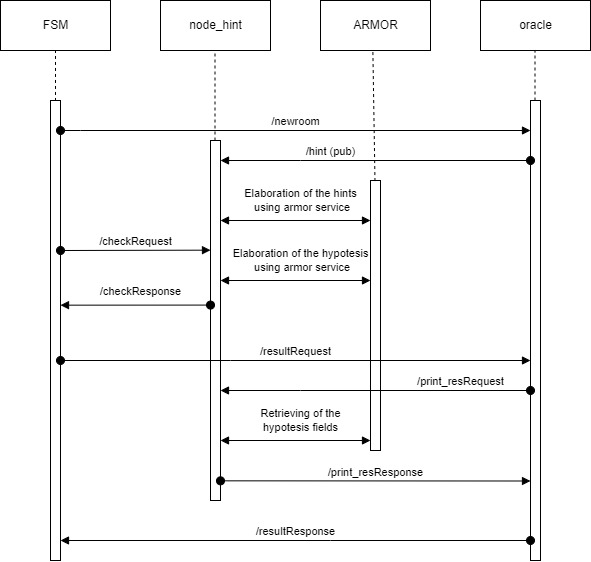 FSM
node_hint
ARMOR
oracle
/newroom
/hint (pub)
Elaboration of the hints
using armor service
/checkRequest
Elaboration of the hypotesis
using armor service
/checkResponse
/resultRequest
/print_resRequest
Retrieving of the
hypotesis fields
/print_resResponse
/resultResponse